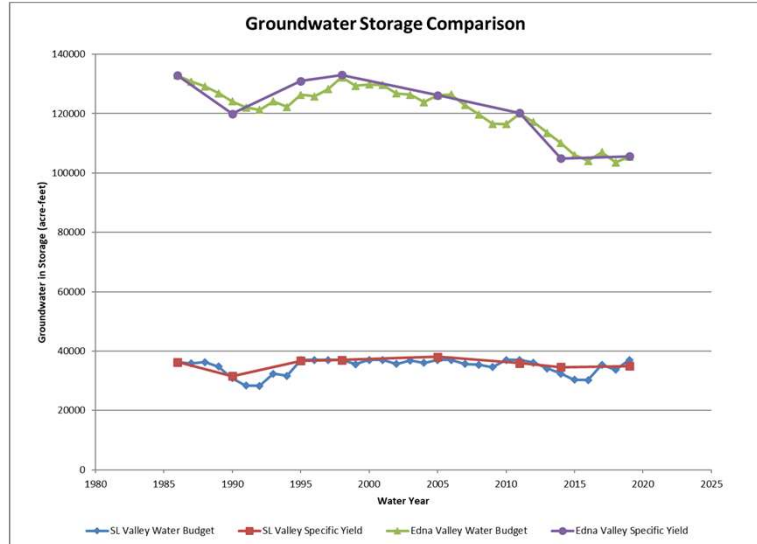 Groundwater Storage Comparison
140000
120000
100000
80000
60000
40000
20000
0
Groundwater in Storage (acre-feet)
1980 1985 1990 1995 2000 2005 2010 2015 2020 2025
Water Year
SL Valley Water Budget SL Valley Specific Yield Edna Valley Water Budget Edna Valley Specific Yield